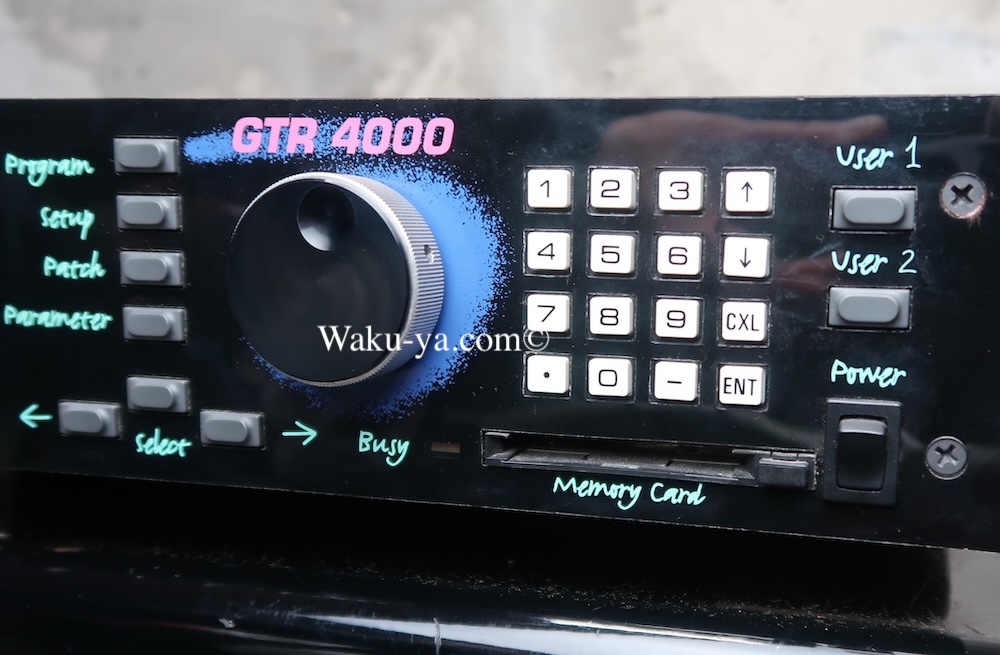 GTR 4000
Program
Setup
Patch
Parameter
←
Select
→
Busy
1 2 3 ↑
4 5 6 ↓
7 8 9 CXL
· 0 – ENT
Memory Card
User 1
User 2
Power
Waku-ya.com©